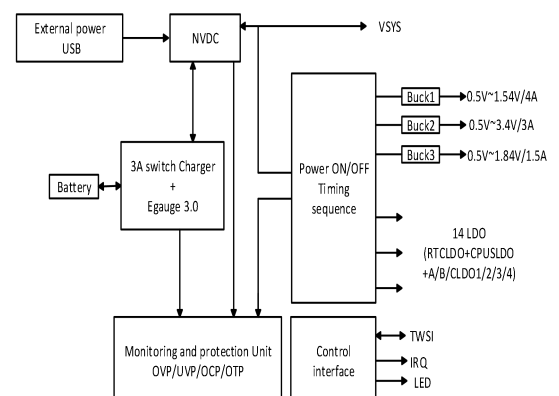 External power
USB
NVDC
VSYS
Buck1
0.5V~1.54V/4A
Buck2
0.5V~3.4V/3A
Buck3
0.5V~1.84V/1.5A
Power ON/OFF
Timing
sequence
3A switch Charger
+
Egauge 3.0
Battery
14 LDO
(RTCLDO+CPUSLDO
+A/B/CLDO1/2/3/4)
Monitoring and protection Unit
OVP/UVP/OCP/OTP
Control
interface
TWSI
IRQ
LED